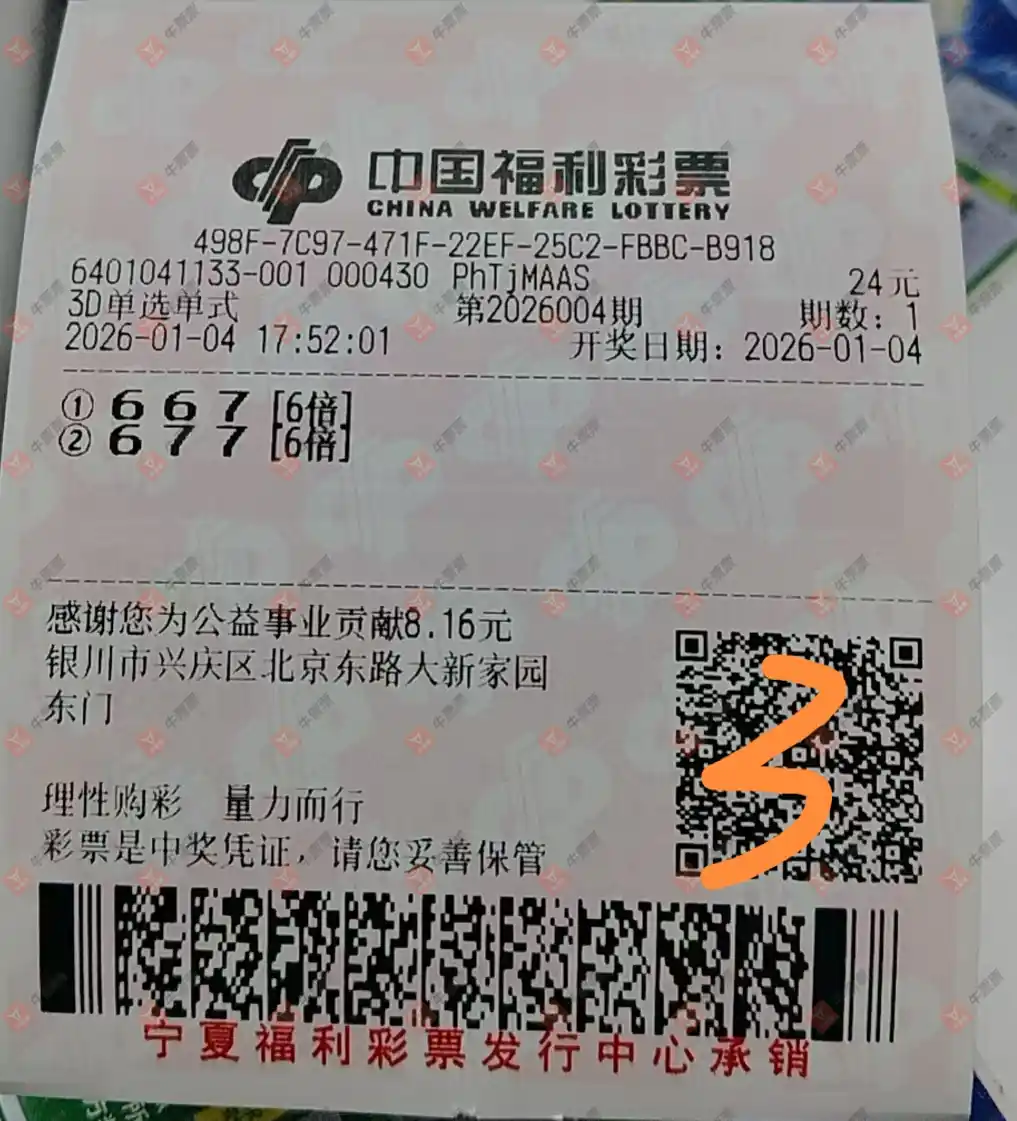 中国福利彩票
CHINA WELFARE LOTTERY
498F-7C97-471F-22EF-25C2-FBBC-B918
6401041133-001 000430 PhTjMAAS 24元
3D单选单式 第2026004期 期数：1
2026-01-04 17:52:01 开奖日期：2026-01-04
① 6 6 7 [6倍]
② 6 7 7 [6倍]
感谢您为公益事业贡献8.16元
银川市兴庆区北京东路大新家园
东门
3
理性购彩 量力而行
彩票是中奖凭证，请您妥善保管
宁夏福利彩票发行中心承销